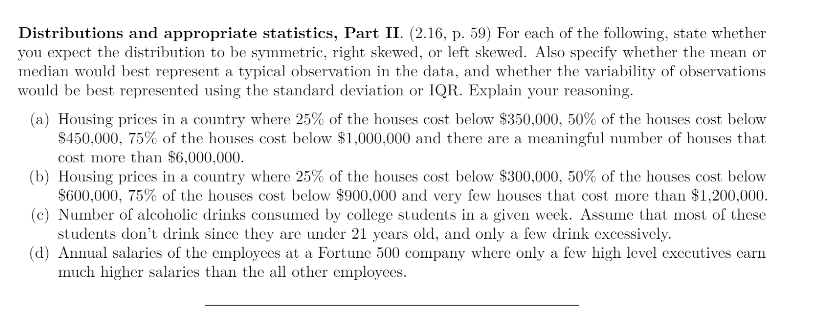 Distributions and appropriate statistics, Part II. (2.16, p. 59) For each of the following, state whether
you expect the distribution to be symmetric, right skewed, or left skewed. Also specify whether the mean or
median would best represent a typical observation in the data, and whether the variability of observations
would be best represented using the standard deviation or IQR. Explain your reasoning.
(a) Housing prices in a country where 25% of the houses cost below $350,000, 50% of the houses cost below
$450,000, 75% of the houses cost below $1,000,000 and there are a meaningful number of houses that
cost more than $6,000,000.
(b) Housing prices in a country where 25% of the houses cost below $300,000, 50% of the houses cost below
$600,000, 75% of the houses cost below $900,000 and very few houses that cost more than $1,200,000.
(c) Number of alcoholic drinks consumed by college students in a given week. Assume that most of these
students don't drink since they are under 21 years old, and only a few drink excessively.
(d) Annual salaries of the employees at a Fortune 500 company where only a few high level executives earn
much higher salaries than the all other employees.